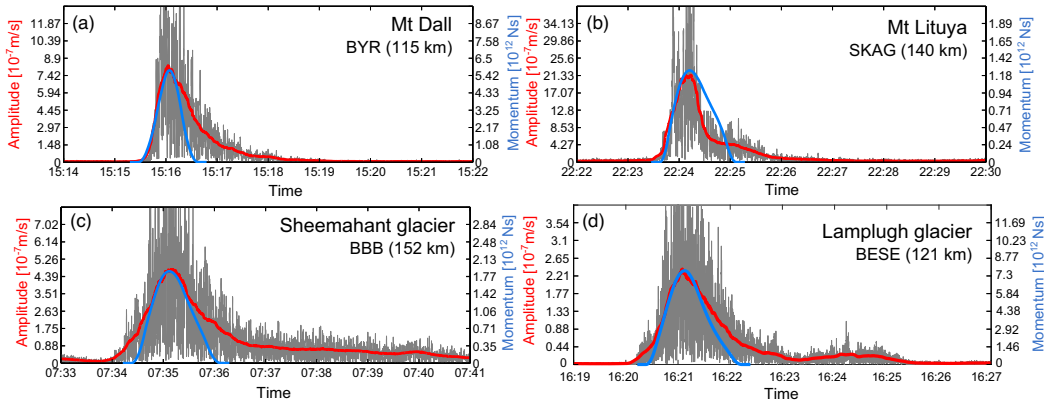 (a)
Mt Dall
BYR (115 km)
Amplitude [10⁻⁷m/s]
11.87
10.39
8.9
7.42
5.94
4.45
2.97
1.48
0
Momentum [10¹² Ns]
8.67
7.58
6.5
5.42
4.33
3.25
2.17
1.08
0
15:14 15:15 15:16 15:17 15:18 15:19 15:20 15:21 15:22
Time
(b)
Mt Lituya
SKAG (140 km)
Amplitude [10⁻⁷m/s]
34.13
29.86
25.6
21.33
17.07
12.8
8.53
4.27
0
Momentum [10¹² Ns]
1.89
1.65
1.42
1.18
0.94
0.71
0.47
0.24
0
22:22 22:23 22:24 22:25 22:26 22:27 22:28 22:29 22:30
Time
(c)
Sheemahant glacier
BBB (152 km)
Amplitude [10⁻⁷m/s]
7.02
6.14
5.26
4.39
3.51
2.63
1.75
0.88
0
Momentum [10¹² Ns]
2.84
2.48
2.13
1.42
1.06
0.71
0.35
0
07:33 07:34 07:35 07:36 07:37 07:38 07:39 07:40 07:41
Time
(d)
Lamplugh glacier
BESE (121 km)
Amplitude [10⁻⁷m/s]
3.54
3.1
2.65
2.21
1.77
1.33
0.88
0.44
0
Momentum [10¹² Ns]
11.69
10.23
8.77
7.3
5.84
4.38
2.92
1.46
0
16:19 16:20 16:21 16:22 16:23 16:24 16:25 16:26 16:27
Time